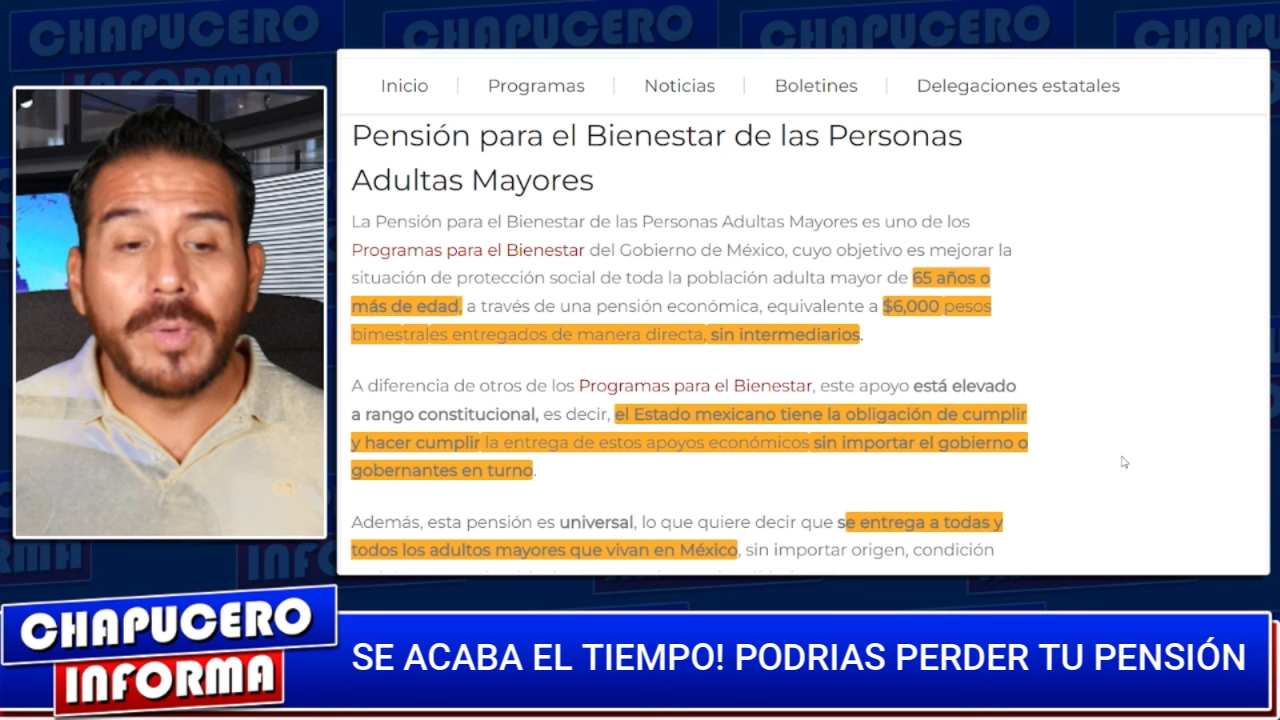 CHAPUCERO
CHAPUCERO
CHAPUCERO
CHAPUCERO
INFORMA
Inicio
Programas
Noticias
Boletines
Delegaciones estatales
Pensión para el Bienestar de las Personas
Adultas Mayores
La Pensión para el Bienestar de las Personas Adultas Mayores es uno de los
Programas para el Bienestar del Gobierno de México, cuyo objetivo es mejorar la
situación de protección social de toda la población adulta mayor de 65 años o
más de edad, a través de una pensión económica, equivalente a $6,000 pesos
bimestrales entregados de manera directa, sin intermediarios.
A diferencia de otros de los Programas para el Bienestar, este apoyo está elevado
a rango constitucional, es decir, el Estado mexicano tiene la obligación de cumplir
y hacer cumplir la entrega de estos apoyos económicos sin importar el gobierno o
gobernantes en turno.
Además, esta pensión es universal, lo que quiere decir que se entrega a todas y
todos los adultos mayores que vivan en México, sin importar origen, condición
CHAPUCERO
INFORMA
SE ACABA EL TIEMPO! PODRIAS PERDER TU PENSIÓN